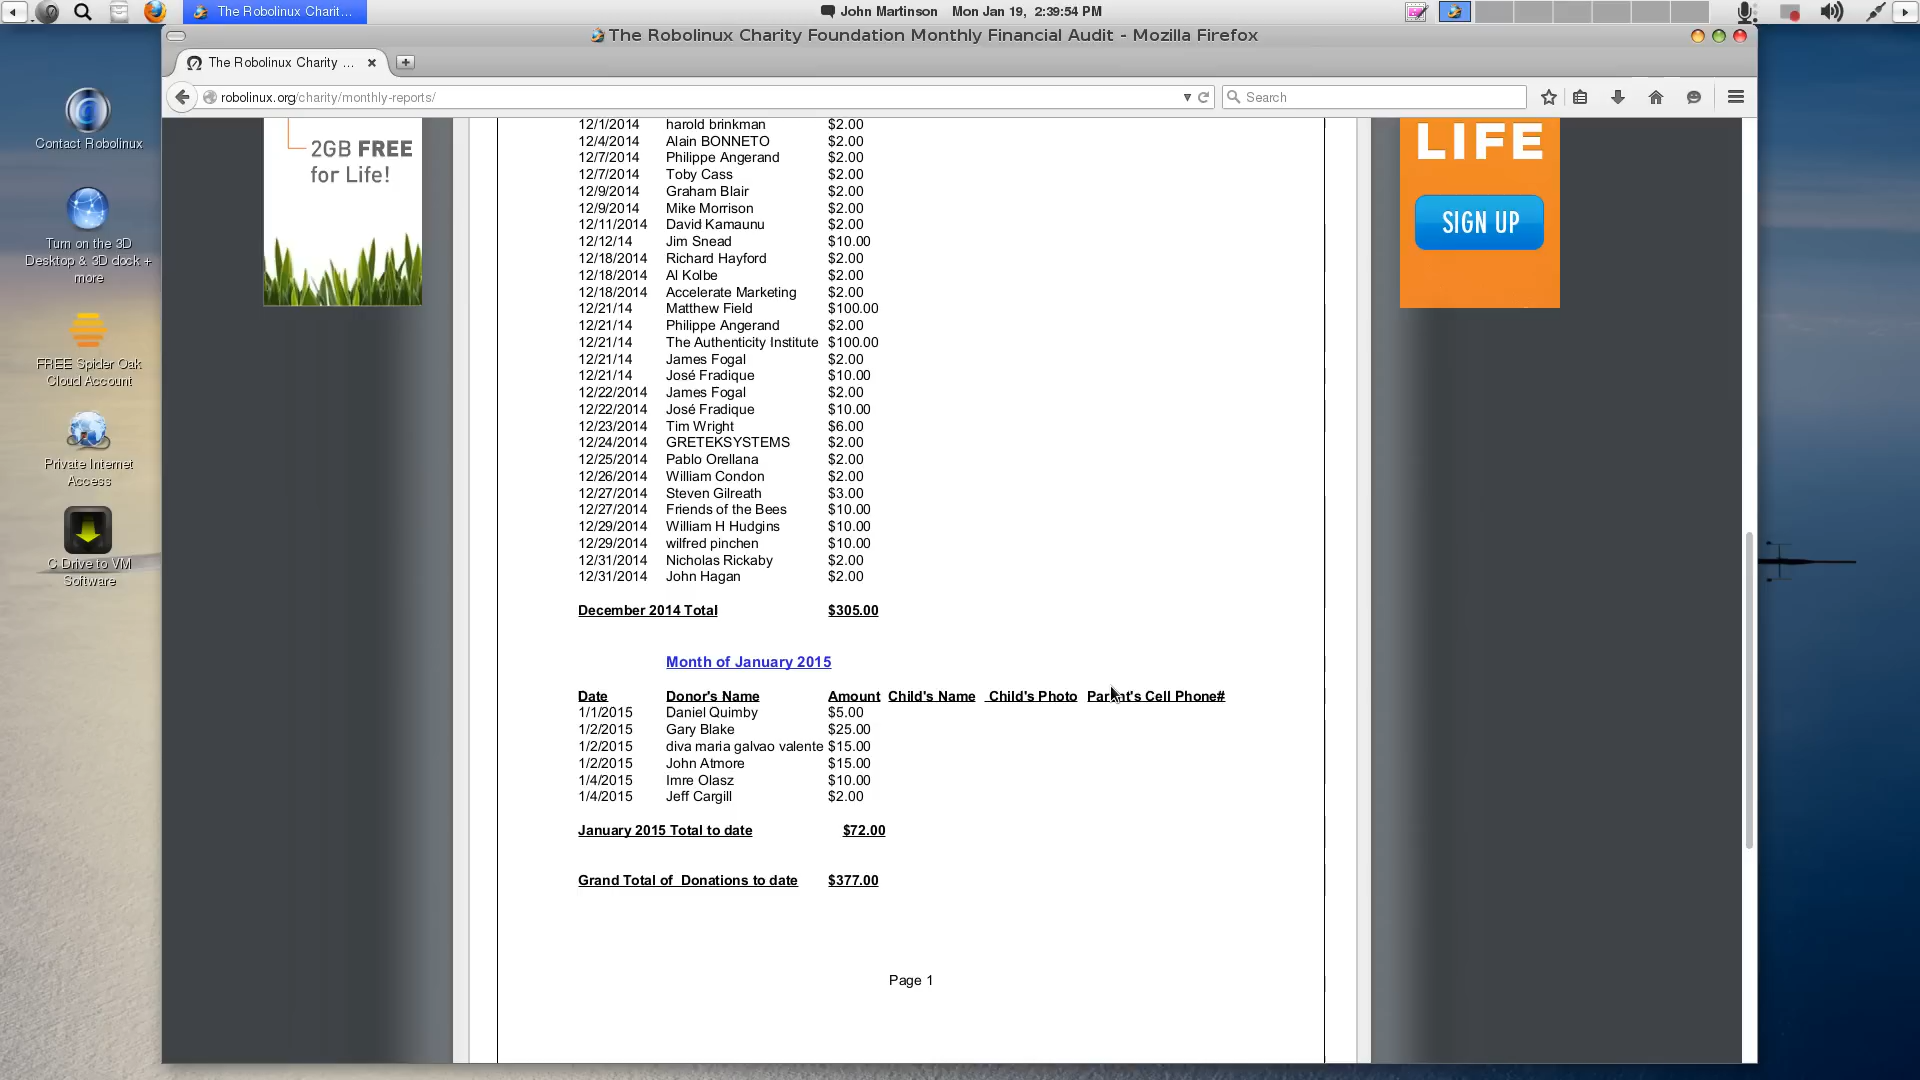 The Robolinux Charit...
John Martinson Mon Jan 19, 2:39:54 PM
The Robolinux Charity Foundation Monthly Financial Audit - Mozilla Firefox
The Robolinux Charity ...
robolinux.org/charity/monthly-reports/
Search
Contact Robolinux
Turn on the 3D
Desktop & 3D dock +
more
FREE Spider Oak
Cloud Account
Private Internet
Access
C Drive to VM
Software
2GB FREE
for Life!
12/1/2014 harold brinkman $2.00
12/4/2014 Alain BONNETO $2.00
12/7/2014 Philippe Angerand $2.00
12/7/2014 Toby Cass $2.00
12/9/2014 Graham Blair $2.00
12/9/2014 Mike Morrison $2.00
12/11/2014 David Kamaunu $2.00
12/12/14 Jim Snead $10.00
12/18/2014 Richard Hayford $2.00
12/18/2014 Al Kolbe $2.00
12/18/2014 Accelerate Marketing $2.00
12/21/14 Matthew Field $100.00
12/21/14 Philippe Angerand $2.00
12/21/14 The Authenticity Institute $100.00
12/21/14 James Fogal $2.00
12/21/14 José Fradique $10.00
12/22/2014 James Fogal $2.00
12/22/2014 José Fradique $10.00
12/23/2014 Tim Wright $6.00
12/24/2014 GRETEKSYSTEMS $2.00
12/25/2014 Pablo Orellana $2.00
12/26/2014 William Condon $2.00
12/27/2014 Steven Gilreath $3.00
12/27/2014 Friends of the Bees $10.00
12/29/2014 William H Hudgins $10.00
12/29/2014 wilfred pinchen $10.00
12/31/2014 Nicholas Rickaby $2.00
12/31/2014 John Hagan $2.00
December 2014 Total $305.00
Month of January 2015
Date Donor's Name Amount Child's Name Child's Photo Parent's Cell Phone#
1/1/2015 Daniel Quimby $5.00
1/2/2015 Gary Blake $25.00
1/2/2015 diva maria galvao valente $15.00
1/2/2015 John Atmore $15.00
1/4/2015 Imre Olasz $10.00
1/4/2015 Jeff Cargill $2.00
January 2015 Total to date $72.00
Grand Total of Donations to date $377.00
Page 1
LIFE
SIGN UP